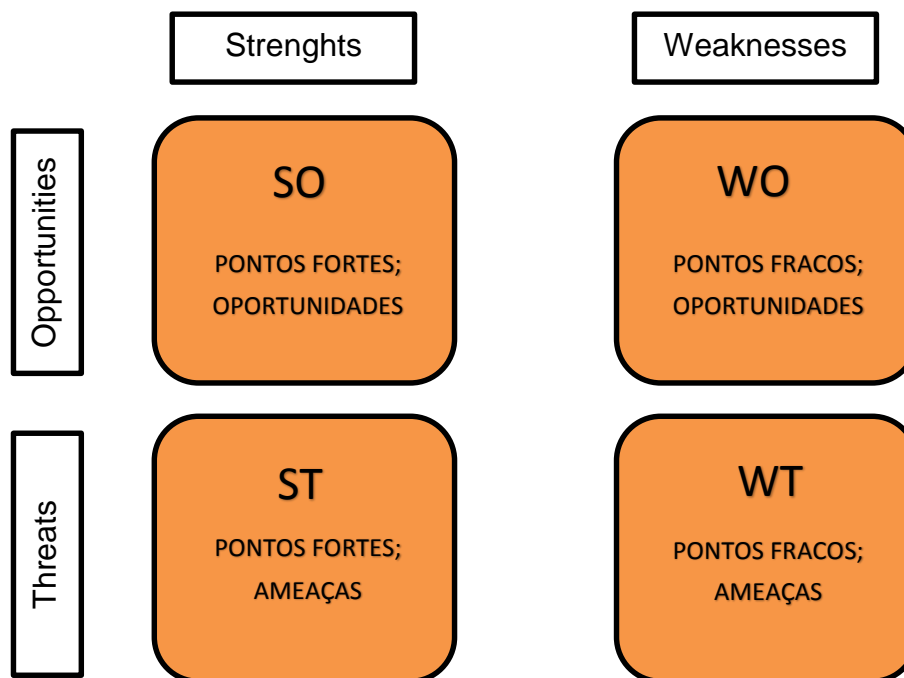 Strenghts
Weaknesses
Opportunities
SO
PONTOS FORTES;
OPORTUNIDADES
WO
PONTOS FRACOS;
OPORTUNIDADES
Threats
ST
PONTOS FORTES;
AMEAÇAS
WT
PONTOS FRACOS;
AMEAÇAS